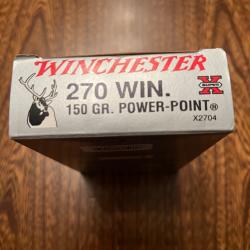 WINCHESTER
270 WIN.
SUPER X
150 GR. POWER-POINT®
X2704